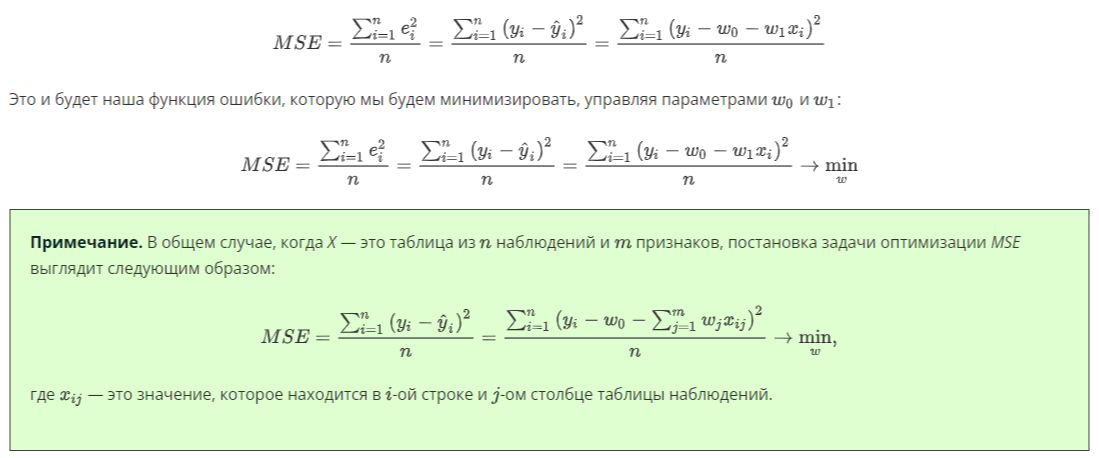 MSE = \frac{\sum_{i=1}^{n} e_i^2}{n} = \frac{\sum_{i=1}^{n} (y_i - \hat{y}_i)^2}{n} = \frac{\sum_{i=1}^{n} (y_i - w_0 - w_1 x_i)^2}{n}
Это и будет наша функция ошибки, которую мы будем минимизировать, управляя параметрами w_0 и w_1:
MSE = \frac{\sum_{i=1}^{n} e_i^2}{n} = \frac{\sum_{i=1}^{n} (y_i - \hat{y}_i)^2}{n} = \frac{\sum_{i=1}^{n} (y_i - w_0 - w_1 x_i)^2}{n} \to \min_{w}
Примечание. В общем случае, когда X — это таблица из n наблюдений и m признаков, постановка задачи оптимизации MSE
выглядит следующим образом:
MSE = \frac{\sum_{i=1}^{n} (y_i - \hat{y}_i)^2}{n} = \frac{\sum_{i=1}^{n} (y_i - w_0 - \sum_{j=1}^{m} w_j x_{ij})^2}{n} \to \min_{w},
где x_{ij} — это значение, которое находится в i-ой строке и j-ом столбце таблицы наблюдений.